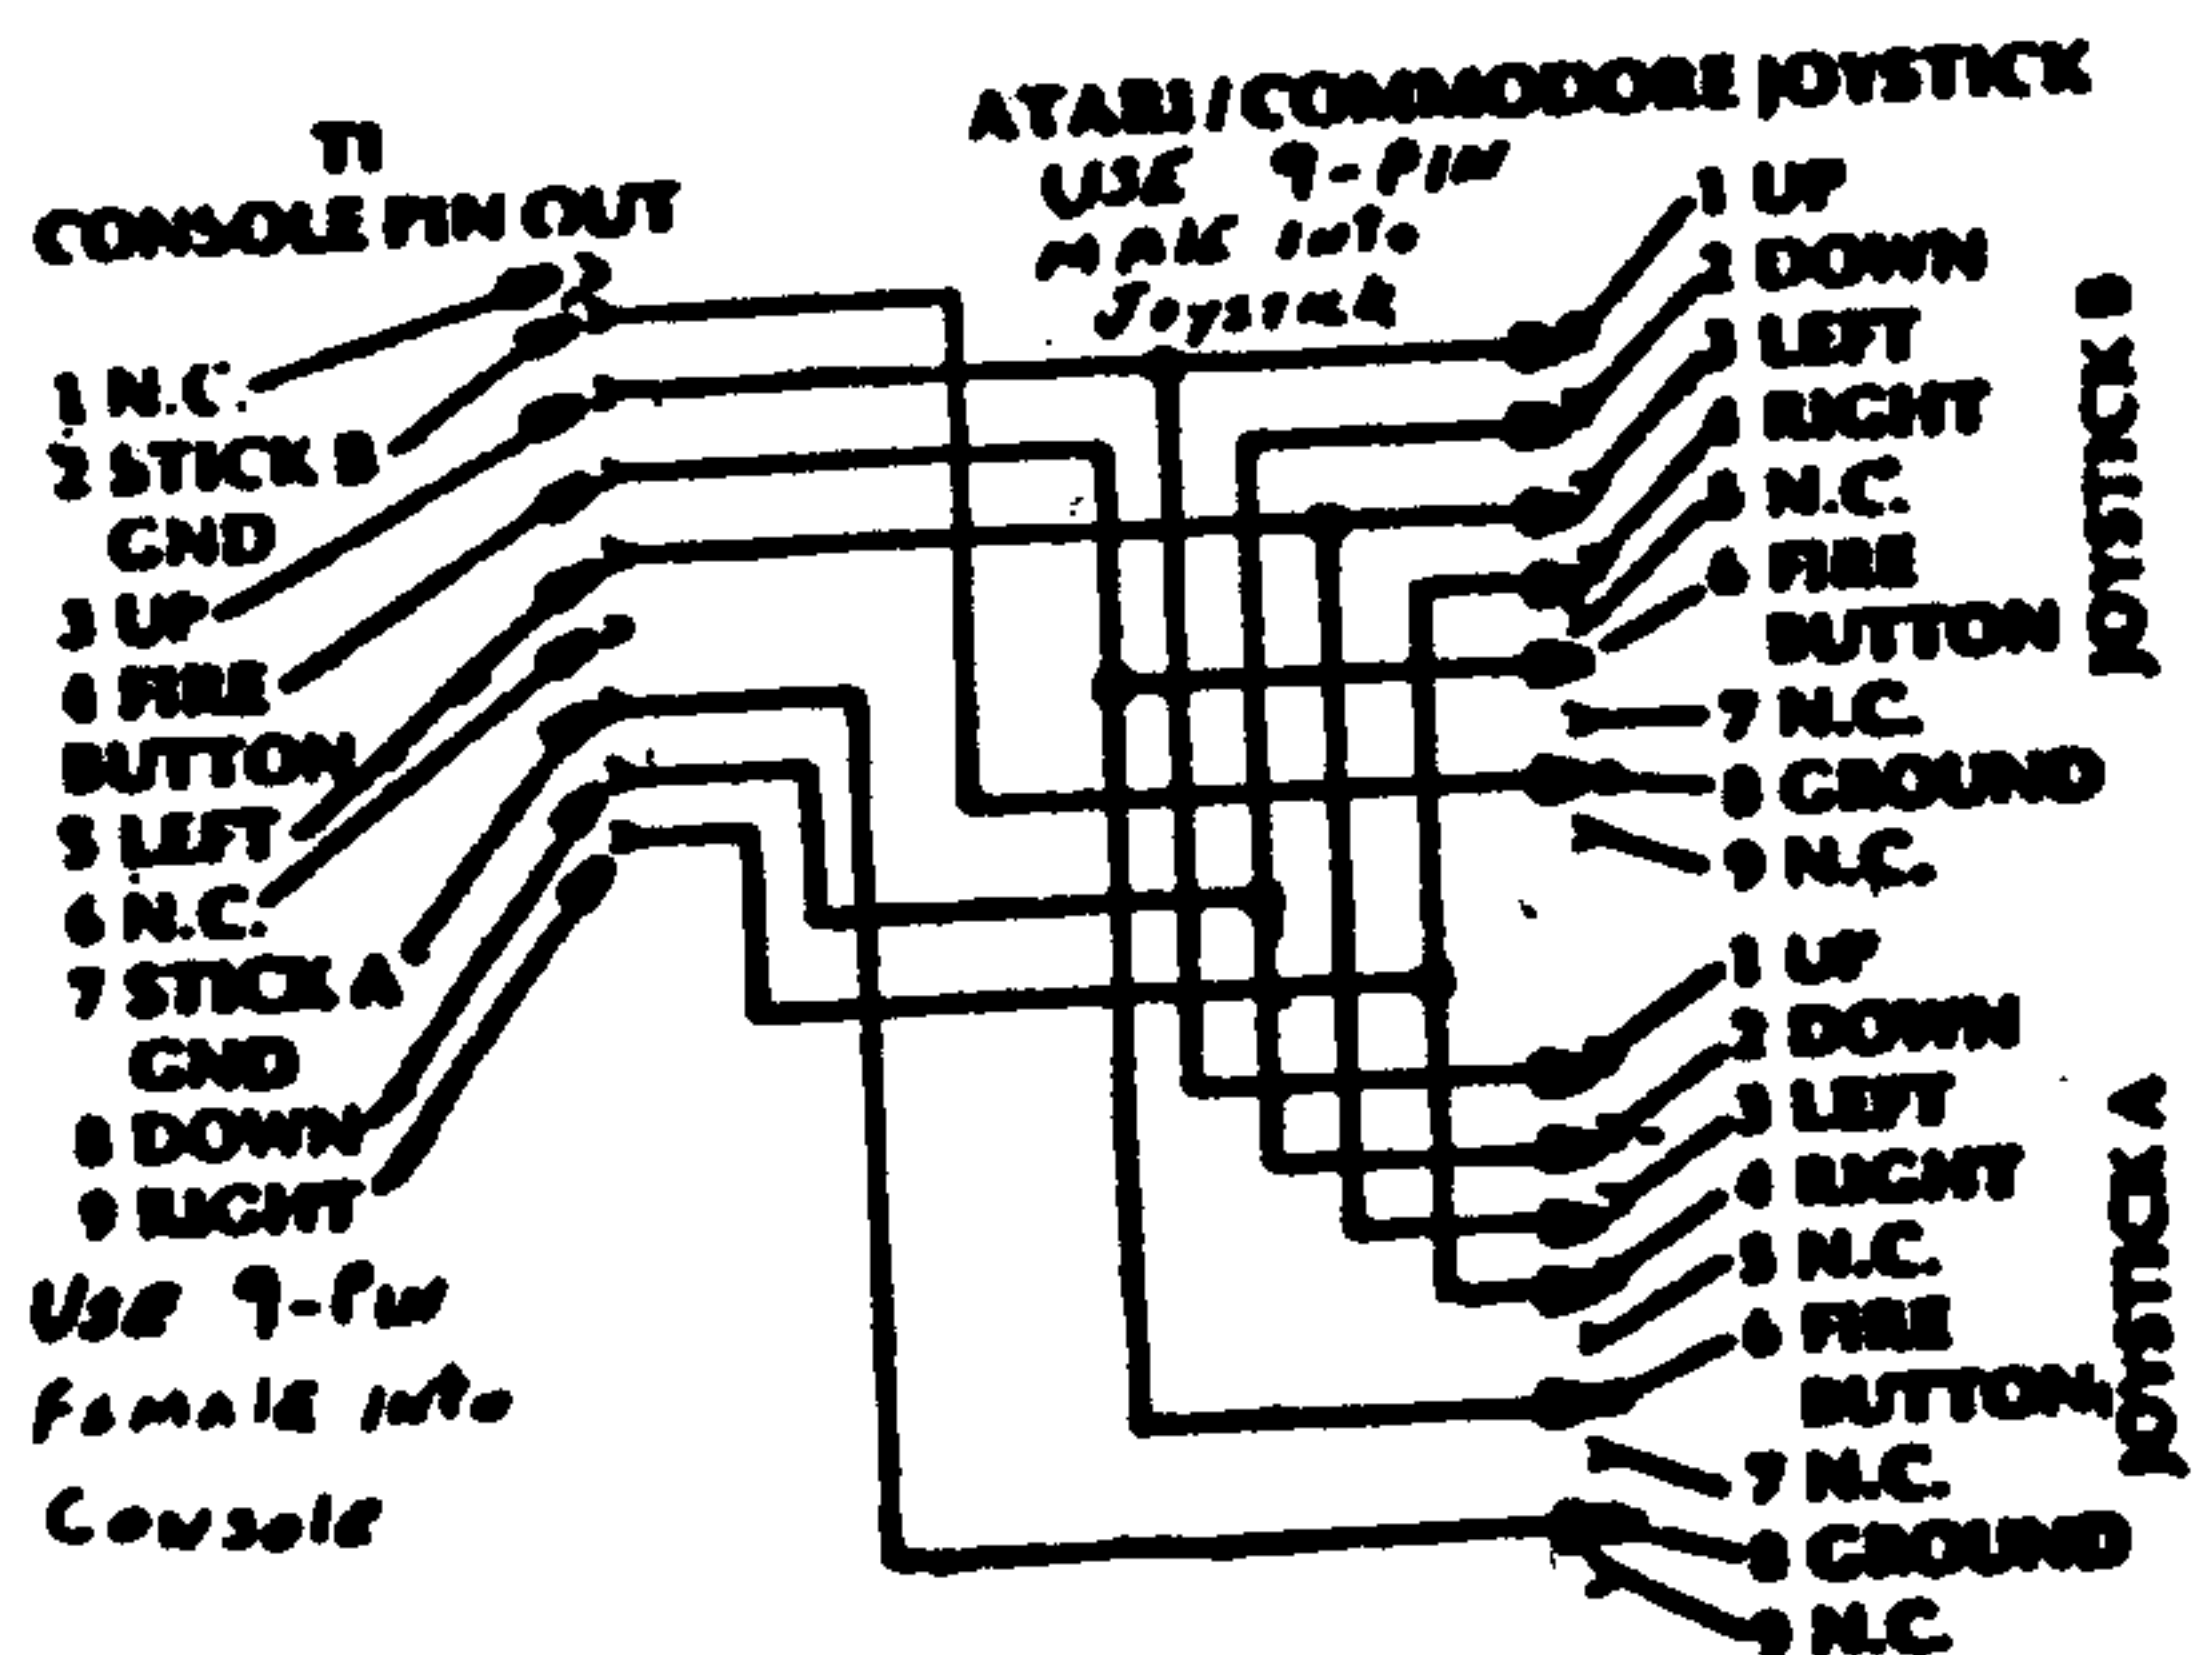 TI
CONSOLE PIN OUT
1 N.C.
2 STICK B
GND
3 UP
4 FIRE
BUTTON
5 LEFT
6 N.C.
7 STICK A
GND
8 DOWN
9 RIGHT
USE 9-PIN
FEMALE INTO
CONSOLE
ATARI/COMMODORE JOYSTICK
USE 9-PIN
MALE INTO
JOYSTICK
1 UP
2 DOWN
3 LEFT
4 RIGHT
5 N.C.
6 FIRE
BUTTON
7 N.C.
8 GROUND
9 N.C.
JOYSTICK B
1 UP
2 DOWN
3 LEFT
4 RIGHT
5 N.C.
6 FIRE
BUTTON
7 N.C.
8 GROUND
9 N.C
JOYSTICK A